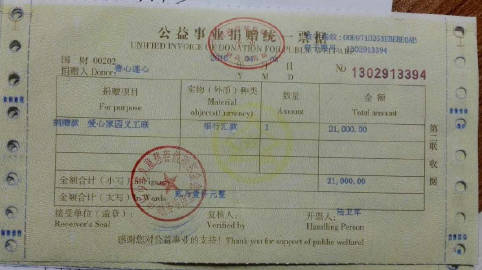 公益事业捐赠统一票据
UNIFIED INVOICE OF DONATION FOR PUBLIC WELFARE
国 财 00202
年 月 日
捐赠人 Donor: 壹心连心
Y M D
No 1302913394
1302913394
捐赠项目 实物（外币）种类 数量 金 额
For purpose Material objects(Currency) Amount Total amount
捐赠款 爱心家园义工联 银行汇款 1 21,000.00
第二联 收据
金额合计（小写）In Figures 21,000.00
金额合计（大写）In Words 贰万壹仟元整
接受单位（盖章）： 复核人： 开票人： 陆卫军
Receiver's Seal Verified by Handling Person
感谢您对公益事业的支持！Thank you for support of public welfare!